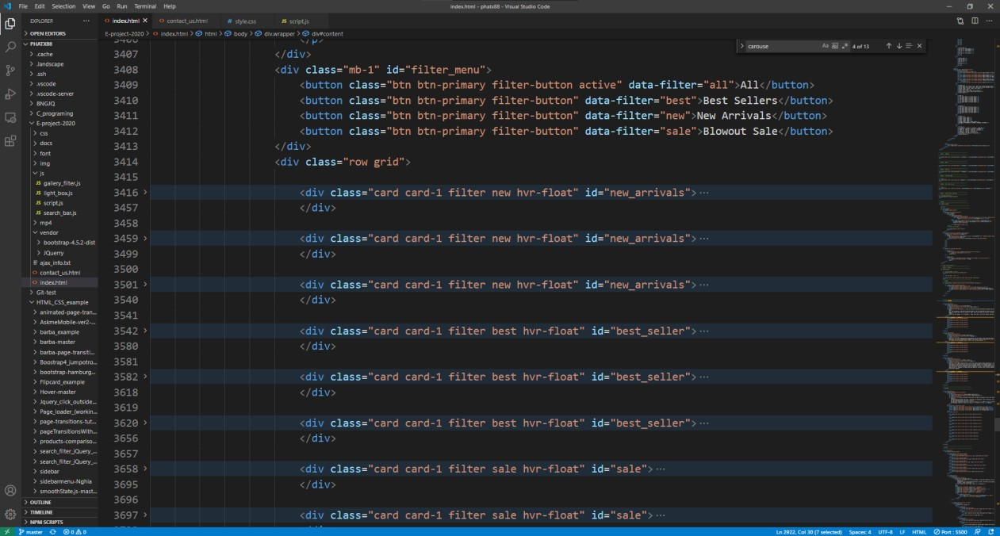 File Edit Selection View Go Run Terminal Help
index.html - phatx88 - Visual Studio Code
EXPLORER
index.html
contact_us.html
style.css
script.js
E-project-2020 > index.html > html > body > div.wrapper > div#content
carouse
Aa
4 of 13
OPEN EDITORS
PHATX88
.cache
.landscape
.ssh
.vscode
.vscode-server
BNGJQ
C_programing
E-project-2020
css
docs
font
img
js
JS gallery_filter.js
JS light_box.js
JS script.js
JS search_bar.js
mp4
vendor
bootstrap-4.5.2-dist
JQuerry
ajax_info.txt
contact_us.html
index.html
Git-test
HTML_CSS_example
animated-page-tran...
AskmeMobile-ver2-...
barba_example
barba-master
barba-page-transiti...
Boostrap4_jumpotro...
bootstrap-hamburg...
Flipcard_example
Hover-master
Jquery_click_outside...
Page_loader_(workin...
page-transitions-tut...
pageTransitionsWith...
products-compariso...
search_filter_jQuery_...
search_filter_jQuery_...
sidebar
sidebarmenu-Nghia
smoothState.js-mast...
OUTLINE
TIMELINE
NPM SCRIPTS
3406 </p>
3407 </div>
3408 <div class="mb-1" id="filter_menu">
3409 <button class="btn btn-primary filter-button active" data-filter="all">All</button>
3410 <button class="btn btn-primary filter-button" data-filter="best">Best Sellers</button>
3411 <button class="btn btn-primary filter-button" data-filter="new">New Arrivals</button>
3412 <button class="btn btn-primary filter-button" data-filter="sale">Blowout Sale</button>
3413 </div>
3414 <div class="row grid">
3415
3416 <div class="card card-1 filter new hvr-float" id="new_arrivals">...
3457 </div>
3458
3459 <div class="card card-1 filter new hvr-float" id="new_arrivals">...
3499 </div>
3500
3501 <div class="card card-1 filter new hvr-float" id="new_arrivals">...
3540 </div>
3541
3542 <div class="card card-1 filter best hvr-float" id="best_seller">...
3580 </div>
3581
3582 <div class="card card-1 filter best hvr-float" id="best_seller">...
3618 </div>
3619
3620 <div class="card card-1 filter best hvr-float" id="best_seller">...
3656 </div>
3657
3658 <div class="card card-1 filter sale hvr-float" id="sale">...
3695 </div>
3696
3697 <div class="card card-1 filter sale hvr-float" id="sale">...
master 0 0 Ln 2922, Col 30 (7 selected) Spaces: 4 UTF-8 LF HTML Port : 5500